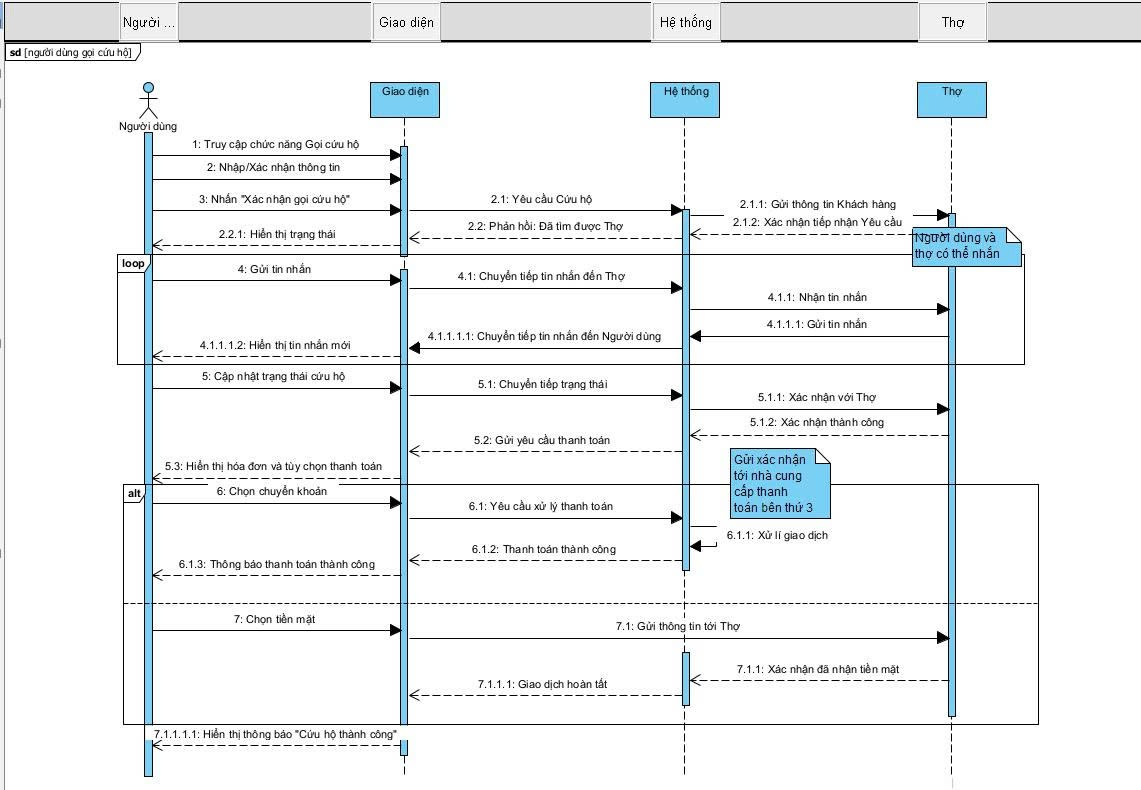 Người ...
Giao diện
Hệ thống
Thợ
sd [người dùng gọi cứu hộ]
Giao diện
Hệ thống
Thợ
Người dùng
1: Truy cập chức năng Gọi cứu hộ
2: Nhập/Xác nhận thông tin
3: Nhấn "Xác nhận gọi cứu hộ"
2.1: Yêu cầu Cứu hộ
2.1.1: Gửi thông tin Khách hàng
2.1.2: Xác nhận tiếp nhận Yêu cầu
2.2: Phản hồi: Đã tìm được Thợ
2.2.1: Hiển thị trạng thái
Người dùng và
thợ có thể nhắn
loop
4: Gửi tin nhắn
4.1: Chuyển tiếp tin nhắn đến Thợ
4.1.1: Nhận tin nhắn
4.1.1.1: Gửi tin nhắn
4.1.1.1.1: Chuyển tiếp tin nhắn đến Người dùng
4.1.1.1.2: Hiển thị tin nhắn mới
5: Cập nhật trạng thái cứu hộ
5.1: Chuyển tiếp trạng thái
5.1.1: Xác nhận với Thợ
5.1.2: Xác nhận thành công
5.2: Gửi yêu cầu thanh toán
5.3: Hiển thị hóa đơn và tùy chọn thanh toán
Gửi xác nhận
tới nhà cung
cấp thanh
toán bên thứ 3
alt
6: Chọn chuyển khoản
6.1: Yêu cầu xử lý thanh toán
6.1.1: Xử lí giao dịch
6.1.2: Thanh toán thành công
6.1.3: Thông báo thanh toán thành công
7: Chọn tiền mặt
7.1: Gửi thông tin tới Thợ
7.1.1: Xác nhận đã nhận tiền mặt
7.1.1.1: Giao dịch hoàn tất
7.1.1.1.1: Hiển thị thông báo "Cứu hộ thành công"